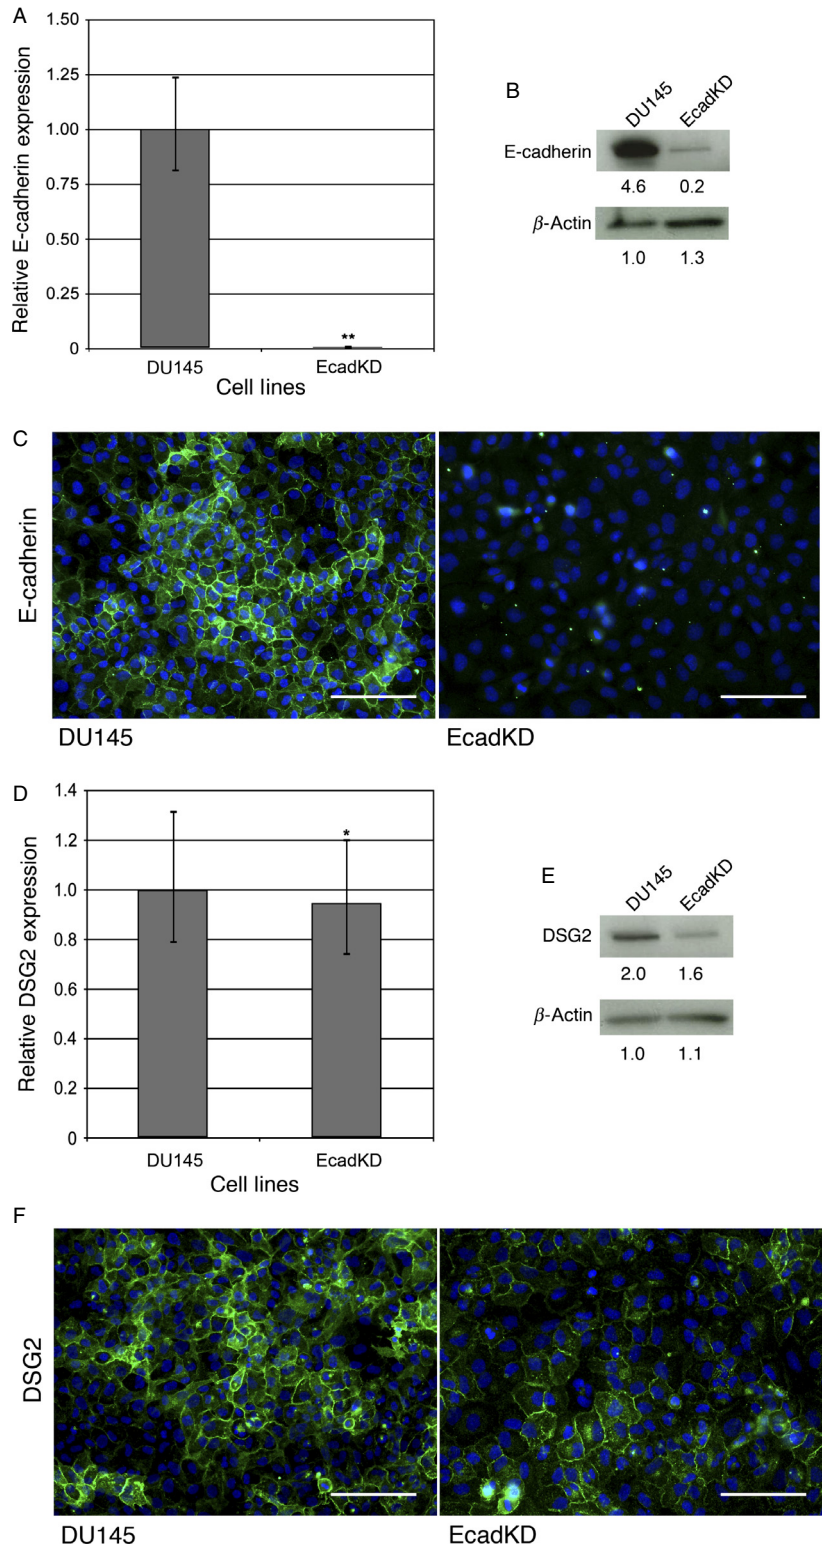 A
1.50
1.25
1.00
0.75
0.50
0.25
0
Relative E-cadherin expression
**
DU145
EcadKD
Cell lines
B
DU145
EcadKD
E-cadherin
4.6
0.2
β-Actin
1.0
1.3
C
E-cadherin
DU145
EcadKD
D
1.4
1.2
1.0
0.8
0.6
0.4
0.2
0
Relative DSG2 expression
*
DU145
EcadKD
Cell lines
E
DU145
EcadKD
DSG2
2.0
1.6
β-Actin
1.0
1.1
F
DSG2
DU145
EcadKD